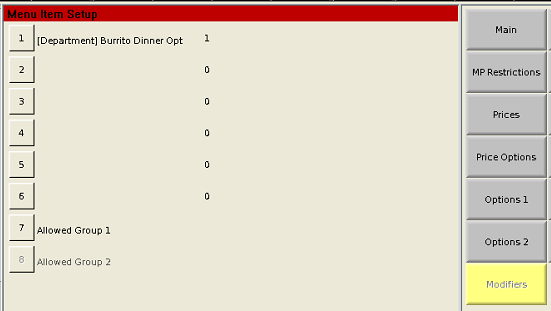 Menu Item Setup
1 [Department] Burrito Dinner Opt 1
2 0
3 0
4 0
5 0
6 0
7 Allowed Group 1
8 Allowed Group 2
Main
MP Restrictions
Prices
Price Options
Options 1
Options 2
Modifiers